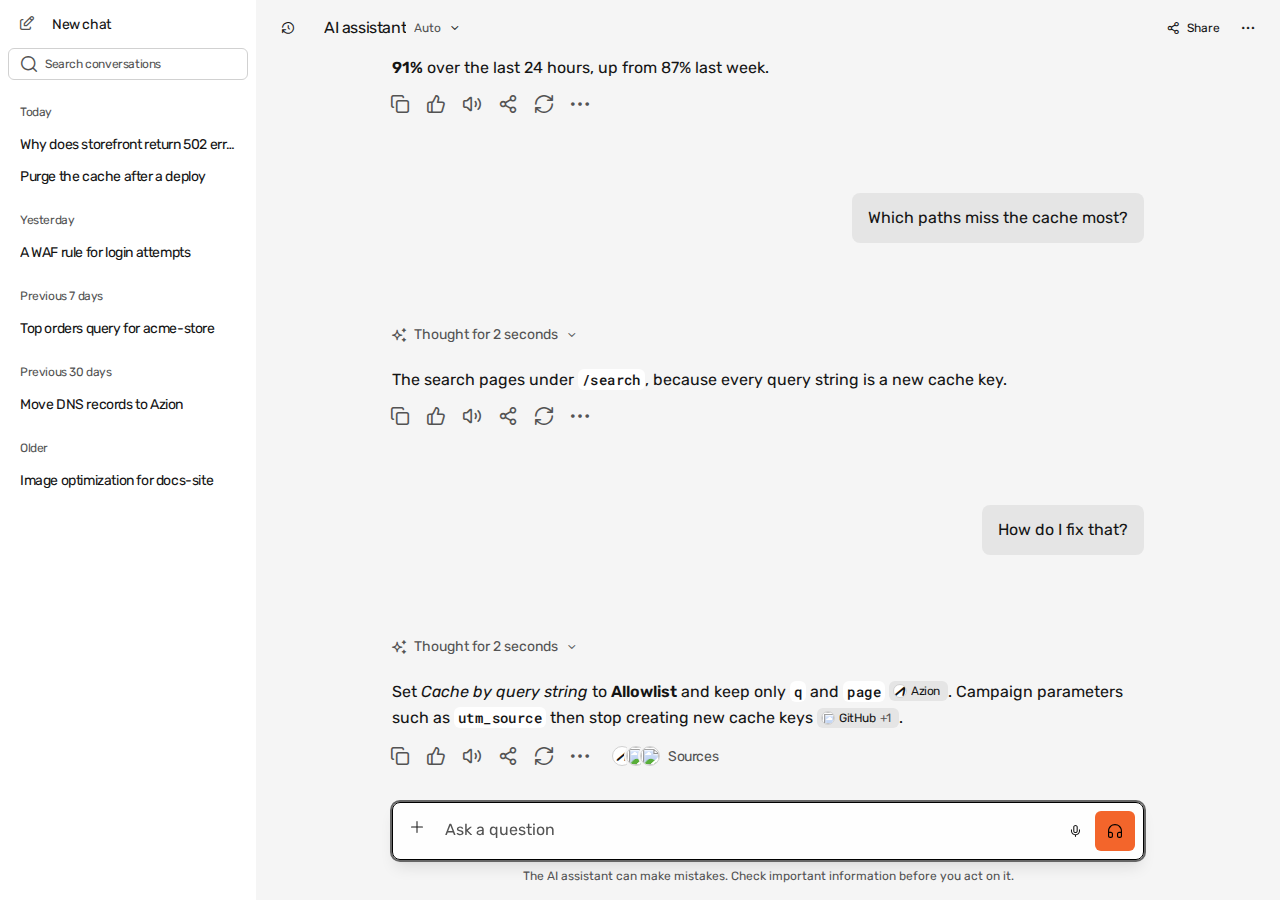 New chat
Search conversations
Today
Why does storefront return 502 err...
Purge the cache after a deploy
Yesterday
A WAF rule for login attempts
Previous 7 days
Top orders query for acme-store
Previous 30 days
Move DNS records to Azion
Older
Image optimization for docs-site
AI assistant Auto
Share
91% over the last 24 hours, up from 87% last week.
Which paths miss the cache most?
Thought for 2 seconds
The search pages under /search, because every query string is a new cache key.
How do I fix that?
Thought for 2 seconds
Set Cache by query string to Allowlist and keep only q and page Azion. Campaign parameters
such as utm_source then stop creating new cache keys GitHub +1.
Sources
Ask a question
The AI assistant can make mistakes. Check important information before you act on it.